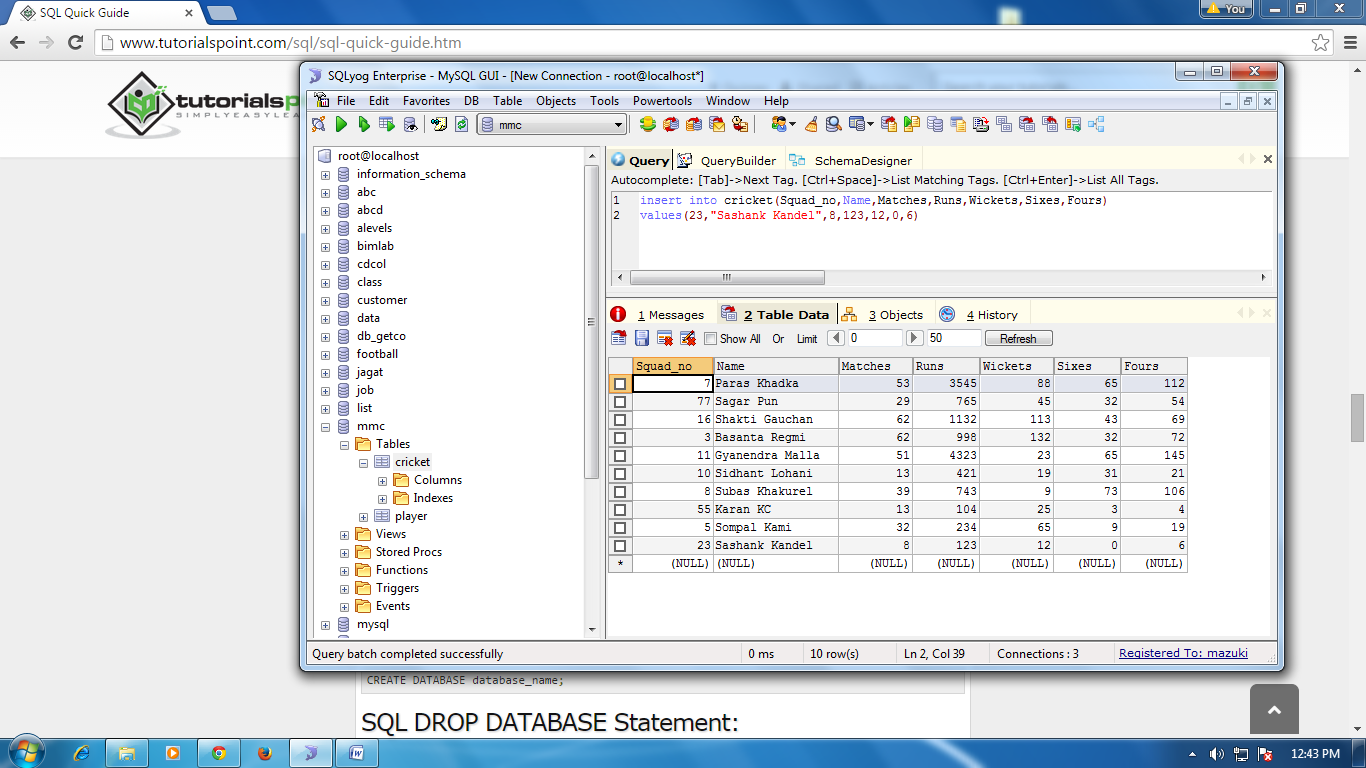 SQL Quick Guide
You
www.tutorialspoint.com/sql/sql-quick-guide.htm
tutorialsp
SIMPLYEASYLEA
SQLyog Enterprise - MySQL GUI - [New Connection - root@localhost*]
File Edit Favorites DB Table Objects Tools Powertools Window Help
mmc
root@localhost
information_schema
abc
abcd
alevels
bimlab
cdcol
class
customer
data
db_getco
football
jagat
job
list
mmc
Tables
cricket
Columns
Indexes
player
Views
Stored Procs
Functions
Triggers
Events
mysql
Query QueryBuilder SchemaDesigner
Autocomplete: [Tab]->Next Tag. [Ctrl+Space]->List Matching Tags. [Ctrl+Enter]->List All Tags.
1 insert into cricket(Squad_no,Name,Matches,Runs,Wickets,Sixes,Fours)
2 values(23,"Sashank Kandel",8,123,12,0,6)
1 Messages 2 Table Data 3 Objects 4 History
Show All Or Limit 0 50 Refresh
Squad_no Name Matches Runs Wickets Sixes Fours
7 Paras Khadka 53 3545 88 65 112
77 Sagar Pun 29 765 45 32 54
16 Shakti Gauchan 62 1132 113 43 69
3 Basanta Regmi 62 998 132 32 72
11 Gyanendra Malla 51 4323 23 65 145
10 Sidhant Lohani 13 421 19 31 21
8 Subas Khakurel 39 743 9 73 106
55 Karan KC 13 104 25 3 4
5 Sompal Kami 32 234 65 9 19
23 Sashank Kandel 8 123 12 0 6
* (NULL) (NULL) (NULL) (NULL) (NULL) (NULL) (NULL)
Query batch completed successfully 0 ms 10 row(s) Ln 2, Col 39 Connections : 3 Registered To: mazuki
CREATE DATABASE database_name;
SQL DROP DATABASE Statement:
12:43 PM